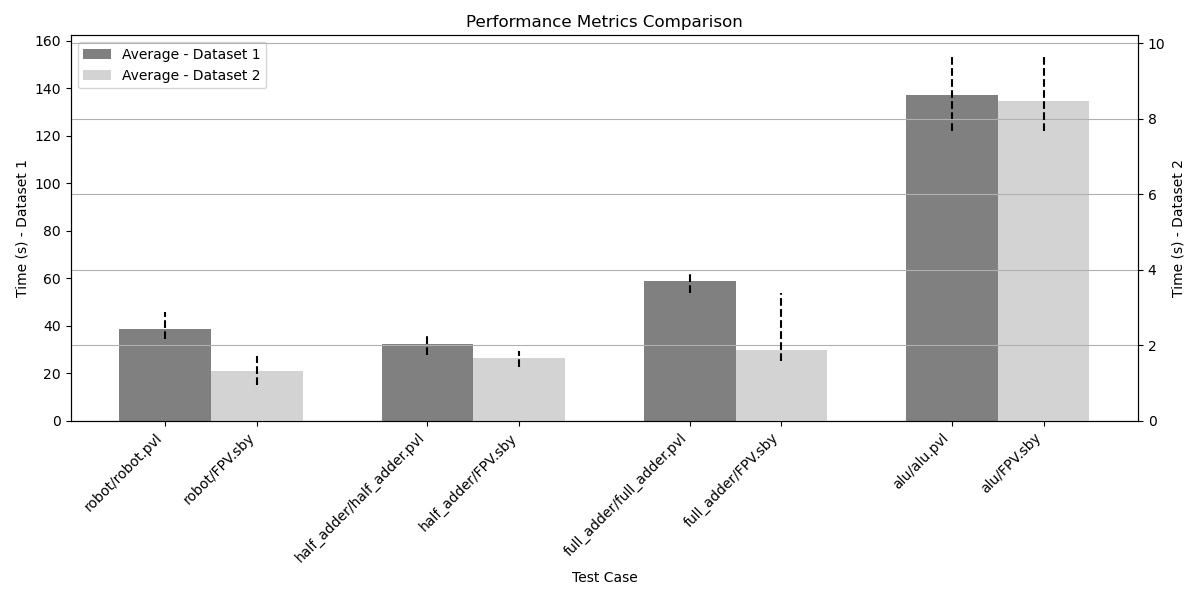 Performance Metrics Comparison
Average - Dataset 1
Average - Dataset 2
160
140
120
100
80
60
40
20
0
Time (s) - Dataset 1
10
8
6
4
2
0
Time (s) - Dataset 2
robot/robot.pvl
robot/FPV.sby
half_adder/half_adder.pvl
half_adder/FPV.sby
full_adder/full_adder.pvl
full_adder/FPV.sby
alu/alu.pvl
alu/FPV.sby
Test Case